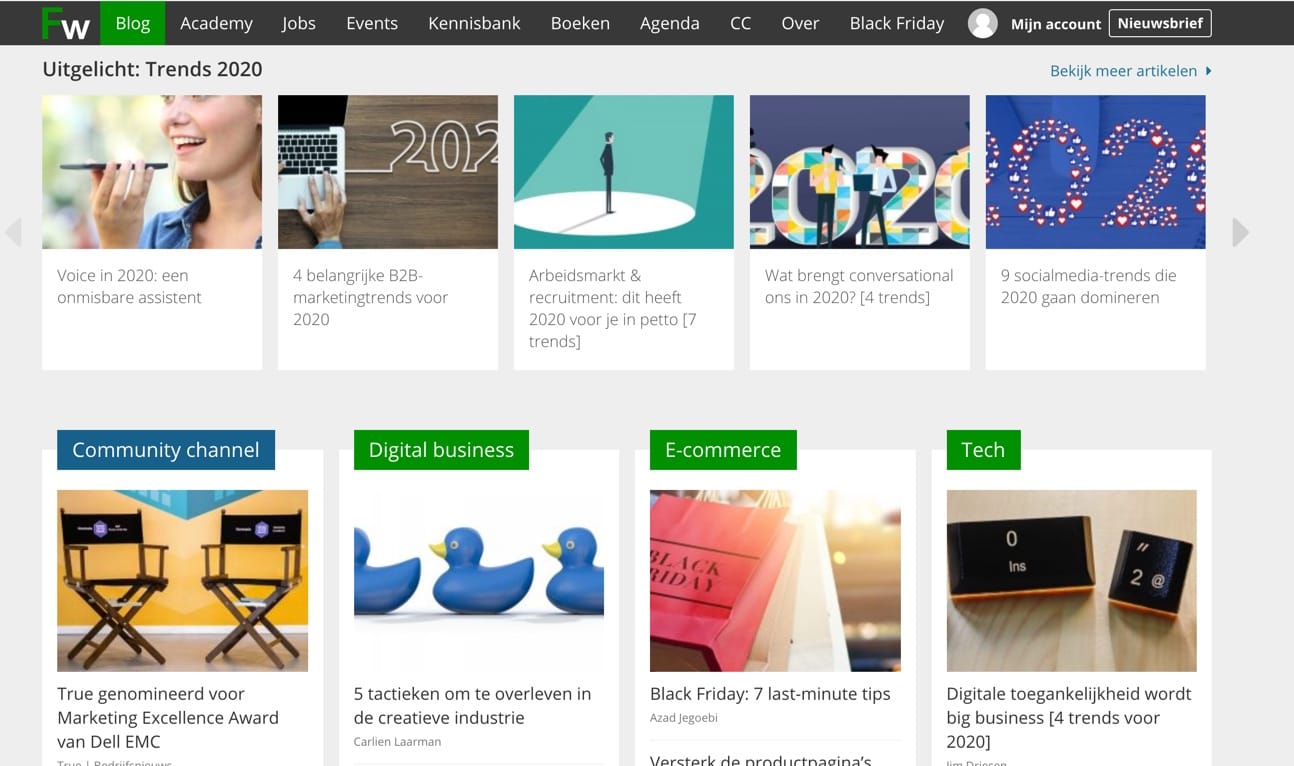 Fw Blog Academy Jobs Events Kennisbank Boeken Agenda CC Over Black Friday Mijn account Nieuwsbrief
Uitgelicht: Trends 2020
Bekijk meer artikelen
202
2020
202
Voice in 2020: een
onmisbare assistent
4 belangrijke B2B-
marketingtrends voor
2020
Arbeidsmarkt &
recruitment: dit heeft
2020 voor je in petto [7
trends]
Wat brengt conversational
ons in 2020? [4 trends]
9 socialmedia-trends die
2020 gaan domineren
Community channel
Digital business
E-commerce
Tech
BLACK
FRIDAY
0
Ins
"
2 @
True genomineerd voor
Marketing Excellence Award
van Dell EMC
True | Bedrijfsnieuws
5 tactieken om te overleven in
de creatieve industrie
Carlien Laarman
Black Friday: 7 last-minute tips
Azad Jegoebi
Versterk de productpagina's
Digitale toegankelijkheid wordt
big business [4 trends voor
2020]
Jim Driesen